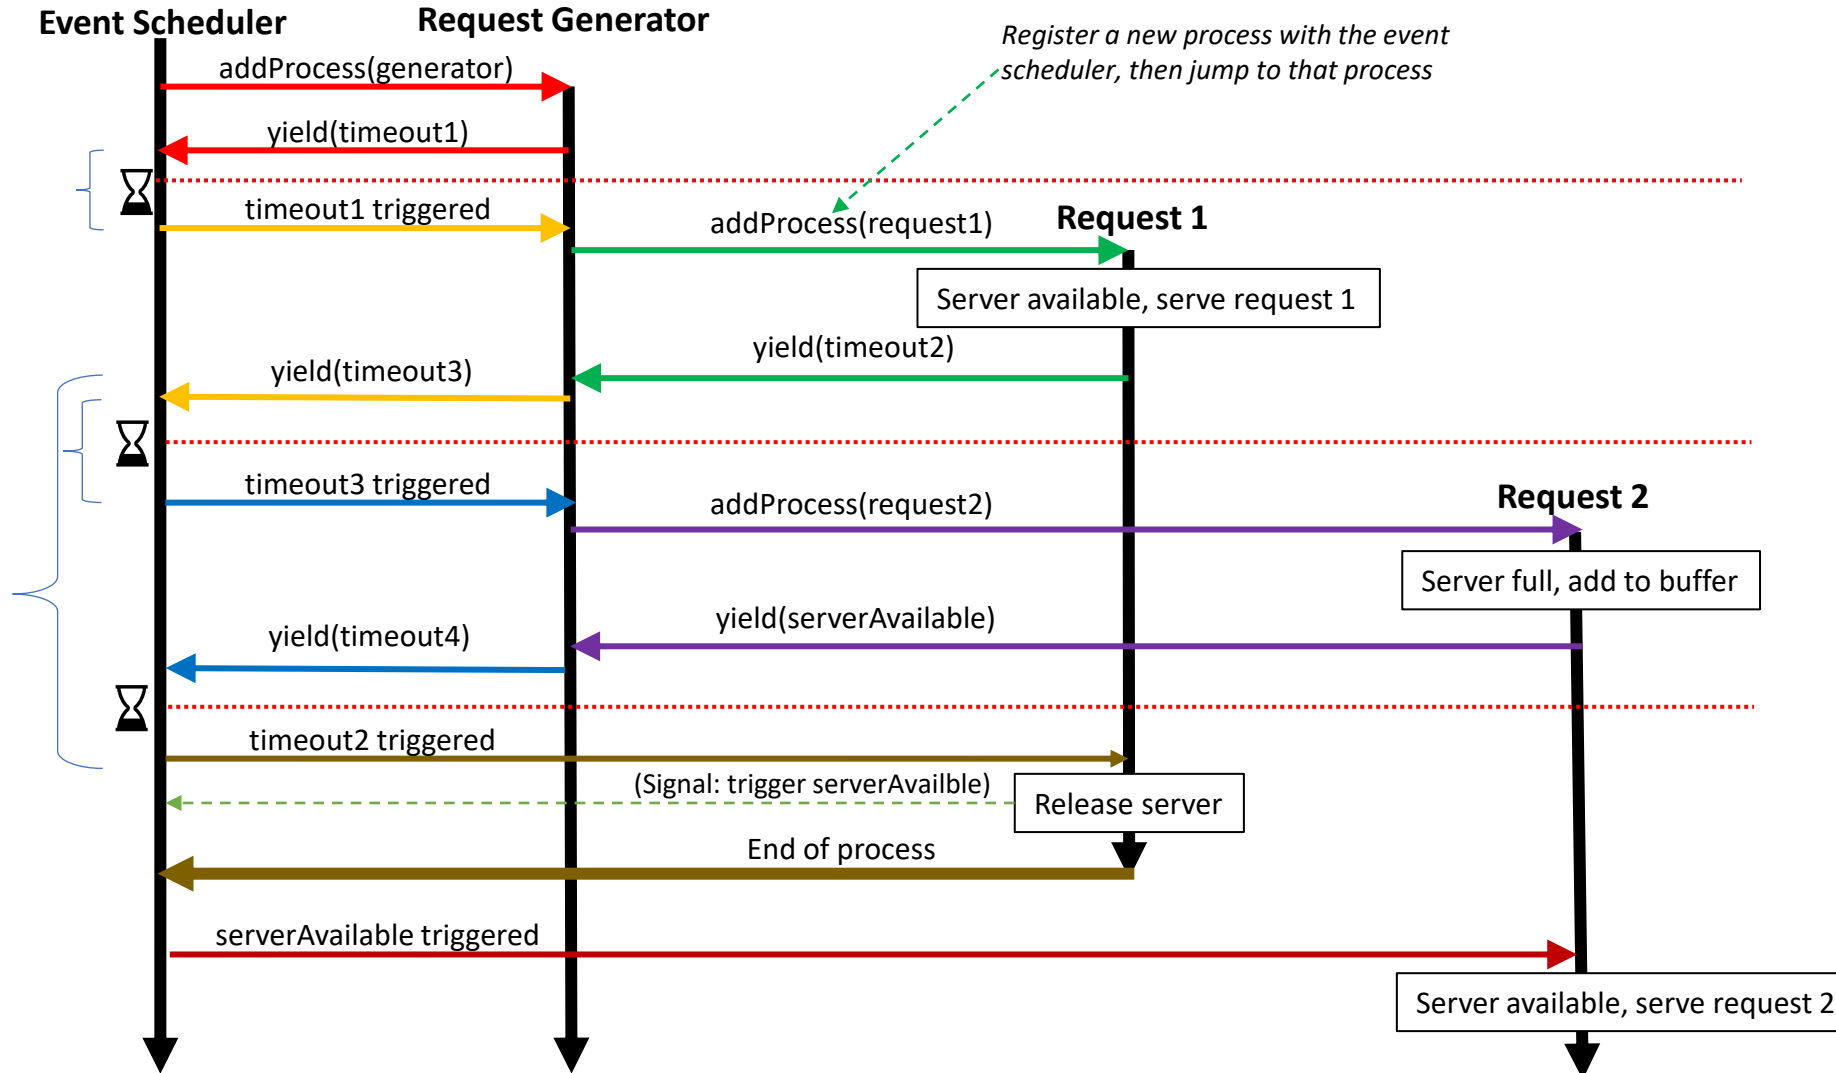 Event Scheduler
Request Generator
Register a new process with the event
scheduler, then jump to that process
addProcess(generator)
yield(timeout1)
timeout1 triggered
addProcess(request1)
Request 1
Server available, serve request 1
yield(timeout2)
yield(timeout3)
timeout3 triggered
addProcess(request2)
Request 2
Server full, add to buffer
yield(serverAvailable)
yield(timeout4)
timeout2 triggered
(Signal: trigger serverAvailble)
Release server
End of process
serverAvailable triggered
Server available, serve request 2